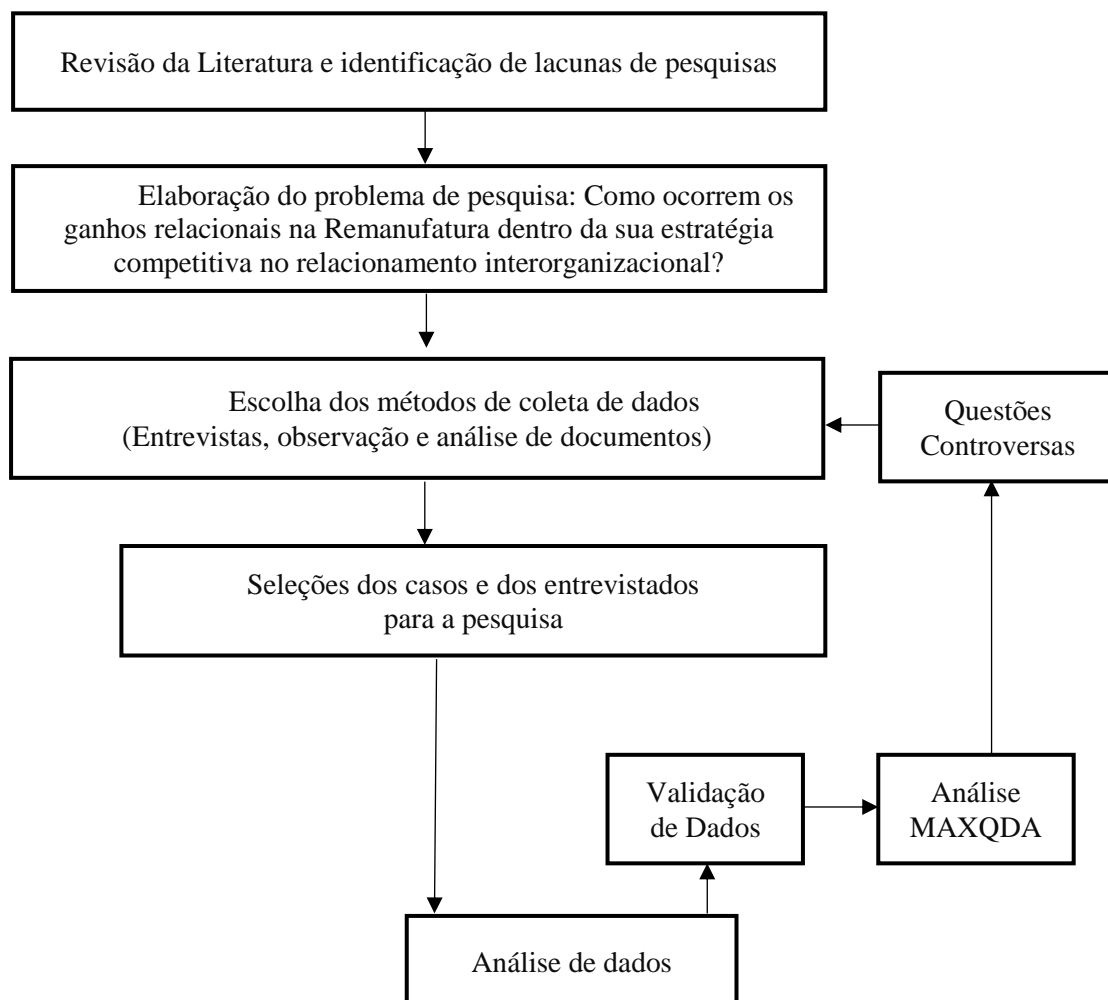 Revisão da Literatura e identificação de lacunas de pesquisas
Elaboração do problema de pesquisa: Como ocorrem os
ganhos relacionais na Remanufatura dentro da sua estratégia
competitiva no relacionamento interorganizacional?
Escolha dos métodos de coleta de dados
(Entrevistas, observação e análise de documentos)
Questões
Controversas
Seleções dos casos e dos entrevistados
para a pesquisa
Validação
de Dados
Análise
MAXQDA
Análise de dados